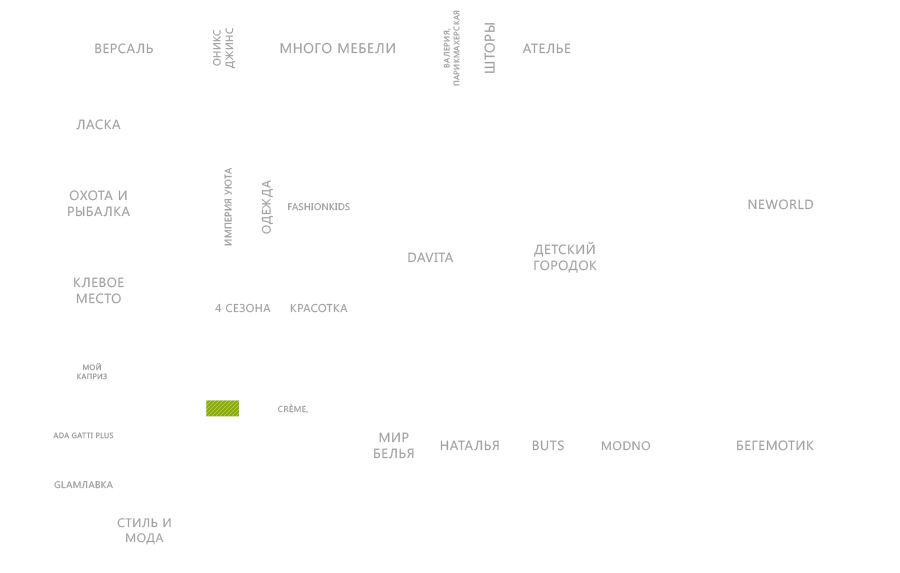 ВЕРСАЛЬ
ОНИКС
ДЖИНС
МНОГО МЕБЕЛИ
ВАЛЕРИЯ,
ПАРИКМАХЕРСКАЯ
ШТОРЫ
АТЕЛЬЕ
ЛАСКА
ОХОТА И
РЫБАЛКА
ИМПЕРИЯ УЮТА
ОДЕЖДА
FASHIONKIDS
NEWORLD
DAVITA
ДЕТСКИЙ
ГОРОДОК
КЛЕВОЕ
МЕСТО
4 СЕЗОНА
КРАСОТКА
МОЙ
КАПРИЗ
CRÈME,
ADA GATTI PLUS
МИР
БЕЛЬЯ
НАТАЛЬЯ
BUTS
MODNO
БЕГЕМОТИК
GLAMЛАВКА
СТИЛЬ И
МОДА